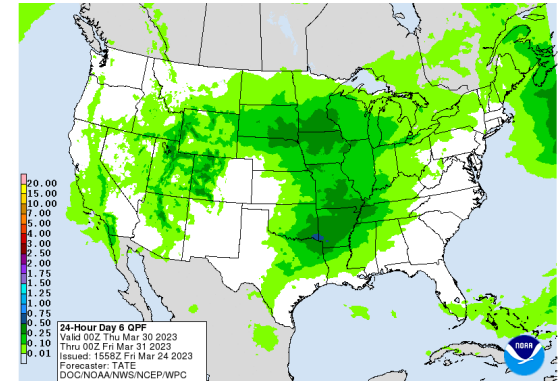 20.00
15.00
10.00
7.00
5.00
4.00
3.00
2.50
2.00
1.75
1.50
1.25
1.00
0.75
0.50
0.25
0.10
0.01
24-Hour Day 6 QPF
Valid 00Z Thu Mar 30 2023
Thru 00Z Fri Mar 31 2023
Issued: 1558Z Fri Mar 24 2023
Forecaster: TATE
DOC/NOAA/NWS/NCEP/WPC
NOAA